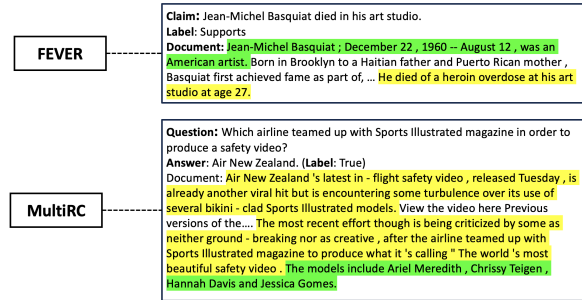 FEVER
Claim: Jean-Michel Basquiat died in his art studio.
Label: Supports
Document: Jean-Michel Basquiat ; December 22 , 1960 -- August 12 , was an
American artist. Born in Brooklyn to a Haitian father and Puerto Rican mother ,
Basquiat first achieved fame as part of, ... He died of a heroin overdose at his art
studio at age 27.
MultiRC
Question: Which airline teamed up with Sports Illustrated magazine in order to
produce a safety video?
Answer: Air New Zealand. (Label: True)
Document: Air New Zealand 's latest in - flight safety video , released Tuesday , is
already another viral hit but is encountering some turbulence over its use of
several bikini - clad Sports Illustrated models. View the video here Previous
versions of the.... The most recent effort though is being criticized by some as
neither ground - breaking nor as creative , after the airline teamed up with
Sports Illustrated magazine to produce what it 's calling " The world 's most
beautiful safety video . The models include Ariel Meredith , Chrissy Teigen ,
Hannah Davis and Jessica Gomes.